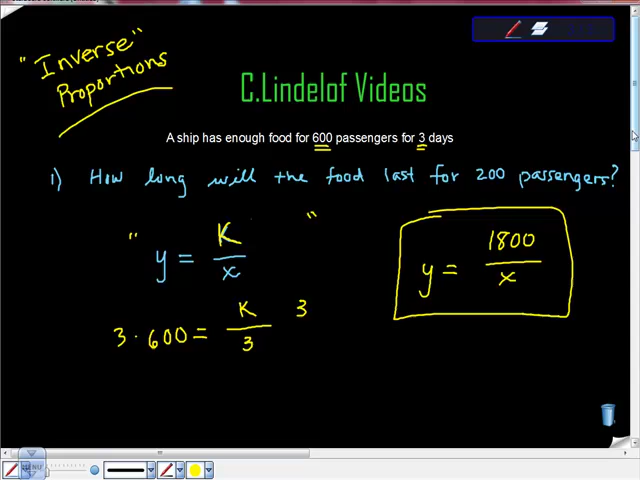 "Inverse"
Proportions
C.Lindelof Videos
A ship has enough food for 600 passengers for 3 days
1) How long will the food last for 200 passengers?
" y = K/x "
y = 1800/x
3 · 600 = K/3 3
MENU